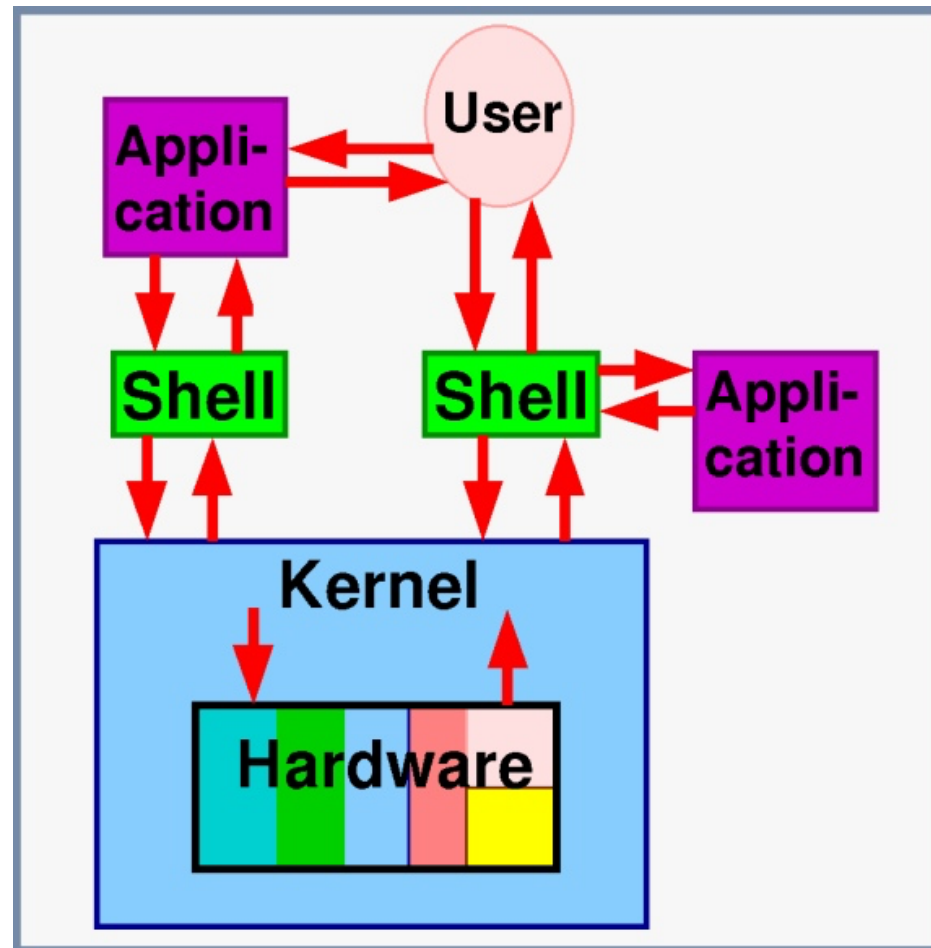 User
Appli-
cation
Shell
Shell
Appli-
cation
Kernel
Hardware